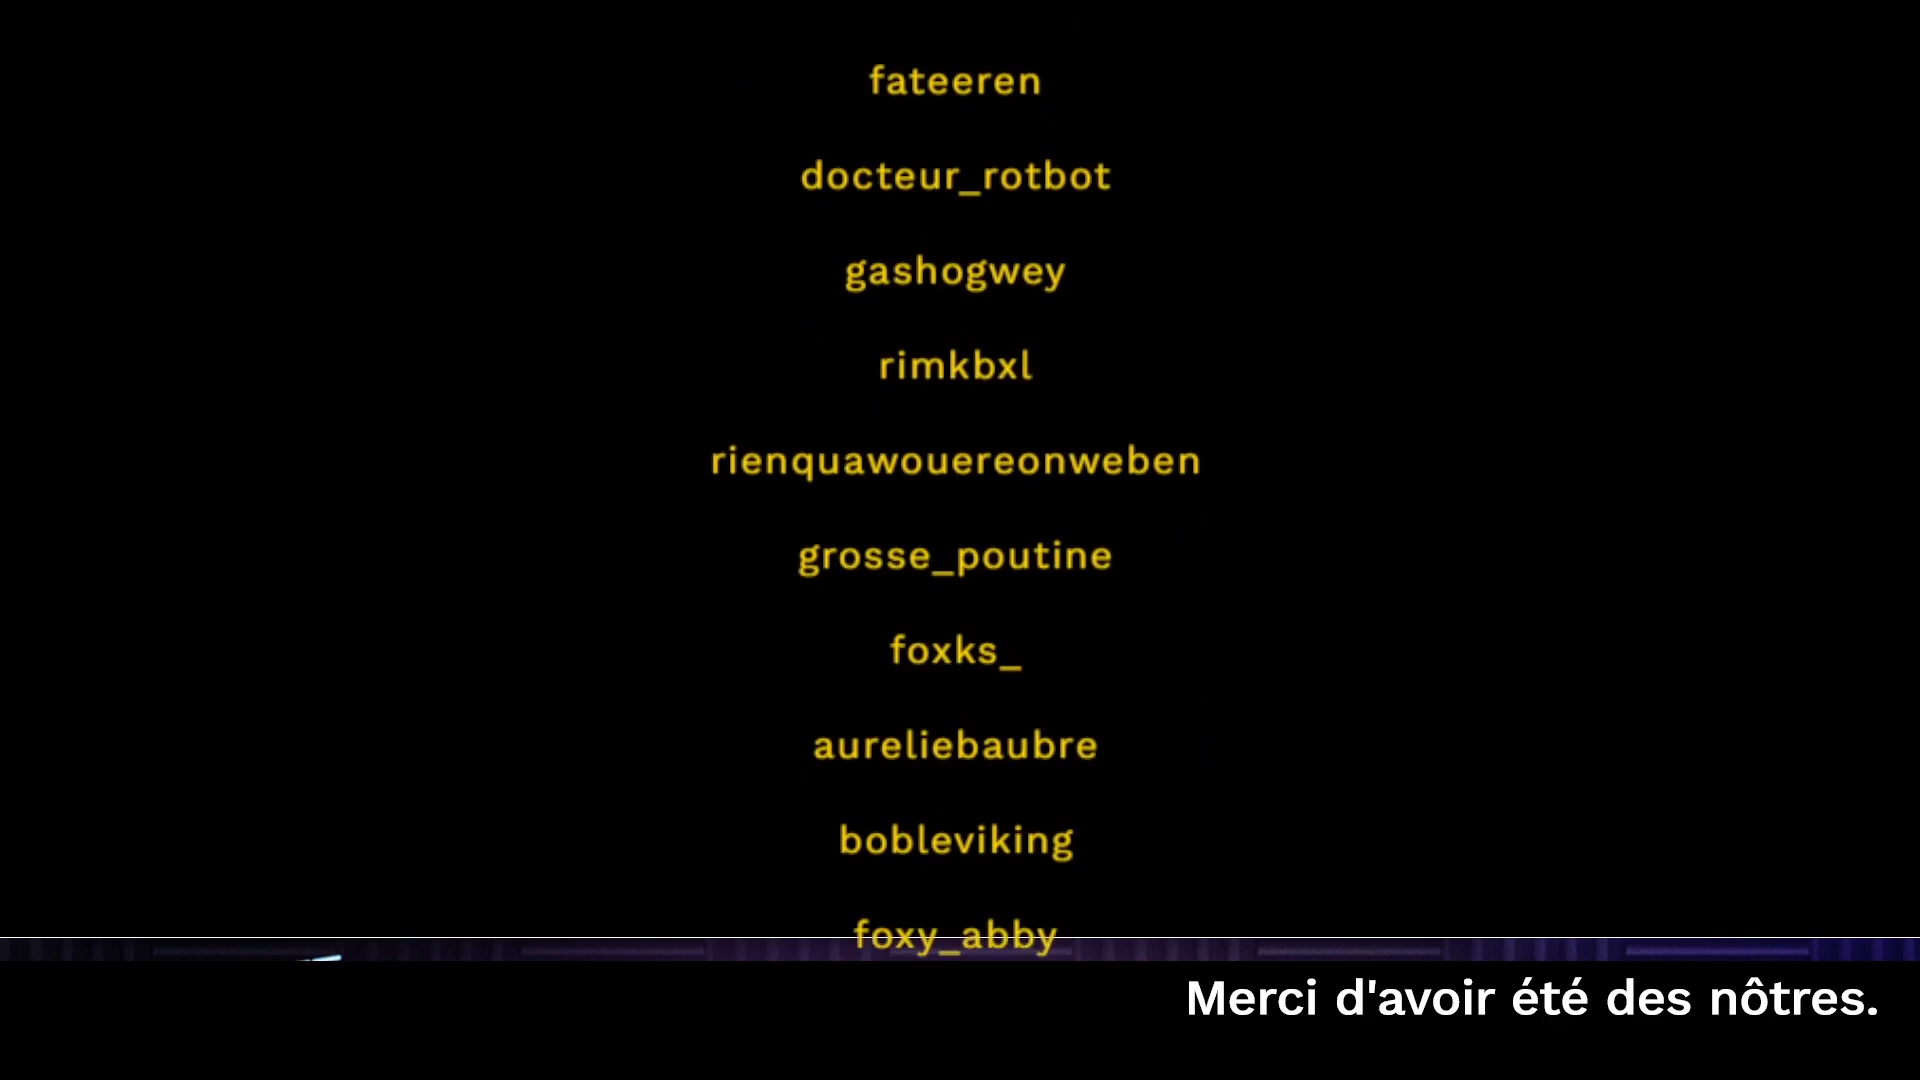 fateeren
docteur_rotbot
gashogwey
rimkbxl
rienquawouereonweben
grosse_poutine
foxks_
aureliebaubre
bobleviking
foxy_abby
Merci d'avoir été des nôtres.